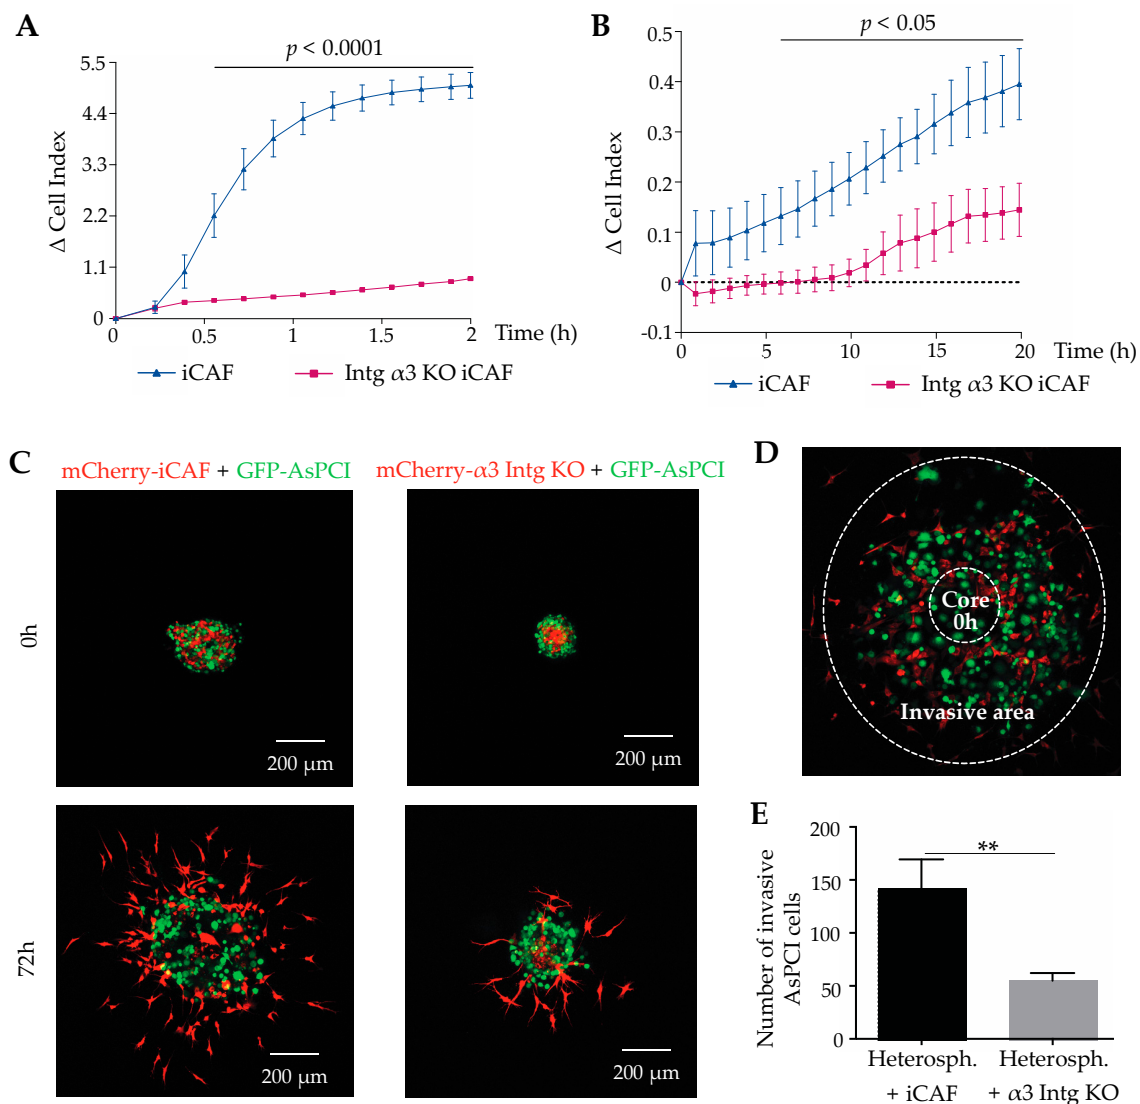 A
p < 0.0001
5.5
4.4
3.3
2.2
1.1
0
Δ Cell Index
0
0.5
1
1.5
2
Time (h)
iCAF
Intg α3 KO iCAF
B
p < 0.05
0.5
0.4
0.3
0.2
0.1
0
-0.1
Δ Cell Index
0
5
10
15
20
Time (h)
iCAF
Intg α3 KO iCAF
C
mCherry-iCAF + GFP-AsPCI
mCherry-α3 Intg KO + GFP-AsPCI
0h
200 µm
200 µm
72h
200 µm
200 µm
D
Core
0h
Invasive area
E
**
200
150
100
50
0
Number of invasive
AsPCI cells
Heterosph.
+ iCAF
Heterosph.
+ α3 Intg KO